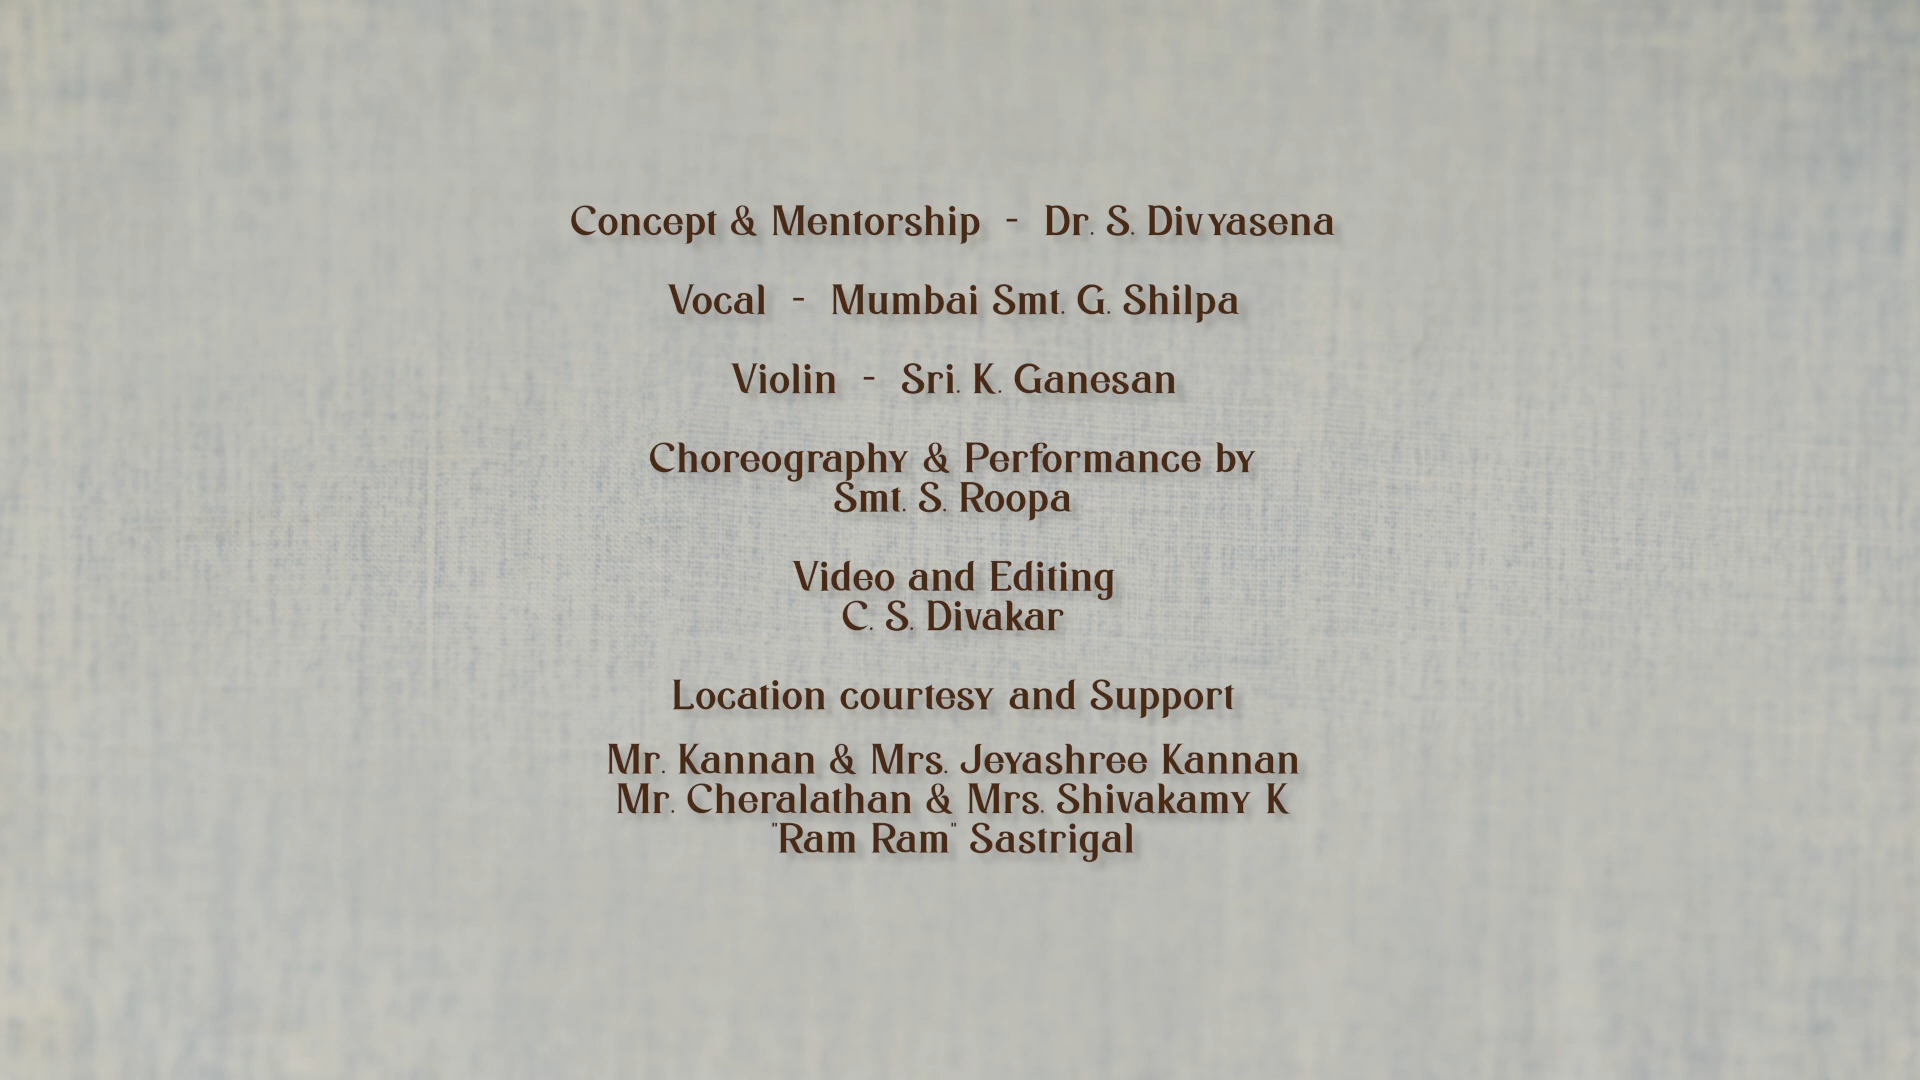 Concept & Mentorship - Dr. S. Divyasena
Vocal - Mumbai Smt. G. Shilpa
Violin - Sri. K. Ganesan
Choreography & Performance by
Smt. S. Roopa
Video and Editing
C. S. Divakar
Location courtesy and Support
Mr. Kannan & Mrs. Jeyashree Kannan
Mr. Cheralathan & Mrs. Shivakamy K
"Ram Ram" Sastrigal